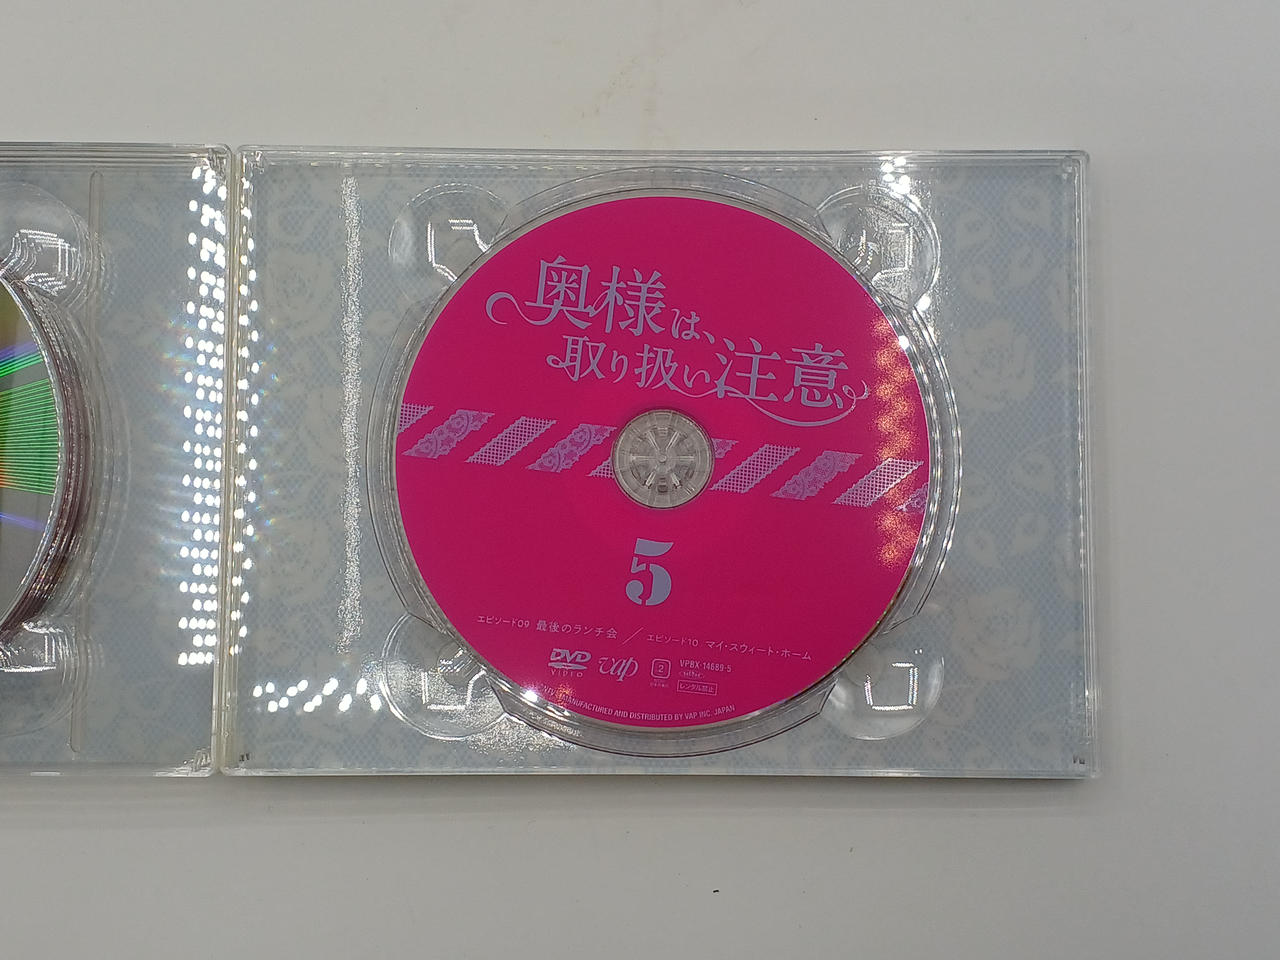 奥様は、
取り扱い注意
5
エピソード09 最後のランチ会 / エピソード10 マイ・スウィート・ホーム
DVD
VIDEO
vap
2
VPBX-14689-5
レンタル禁止
MANUFACTURED AND DISTRIBUTED BY VAP INC. JAPAN